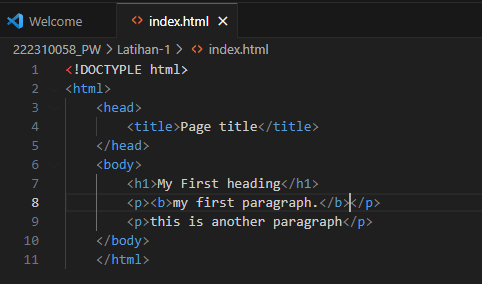 Welcome
index.html
222310058_PW > Latihan-1 > index.html
1 <!DOCTYPE html>
2 <html>
3 <head>
4 <title>Page title</title>
5 </head>
6 <body>
7 <h1>My First heading</h1>
8 <p><b>my first paragraph.</b></p>
9 <p>this is another paragraph</p>
10 </body>
11 </html>